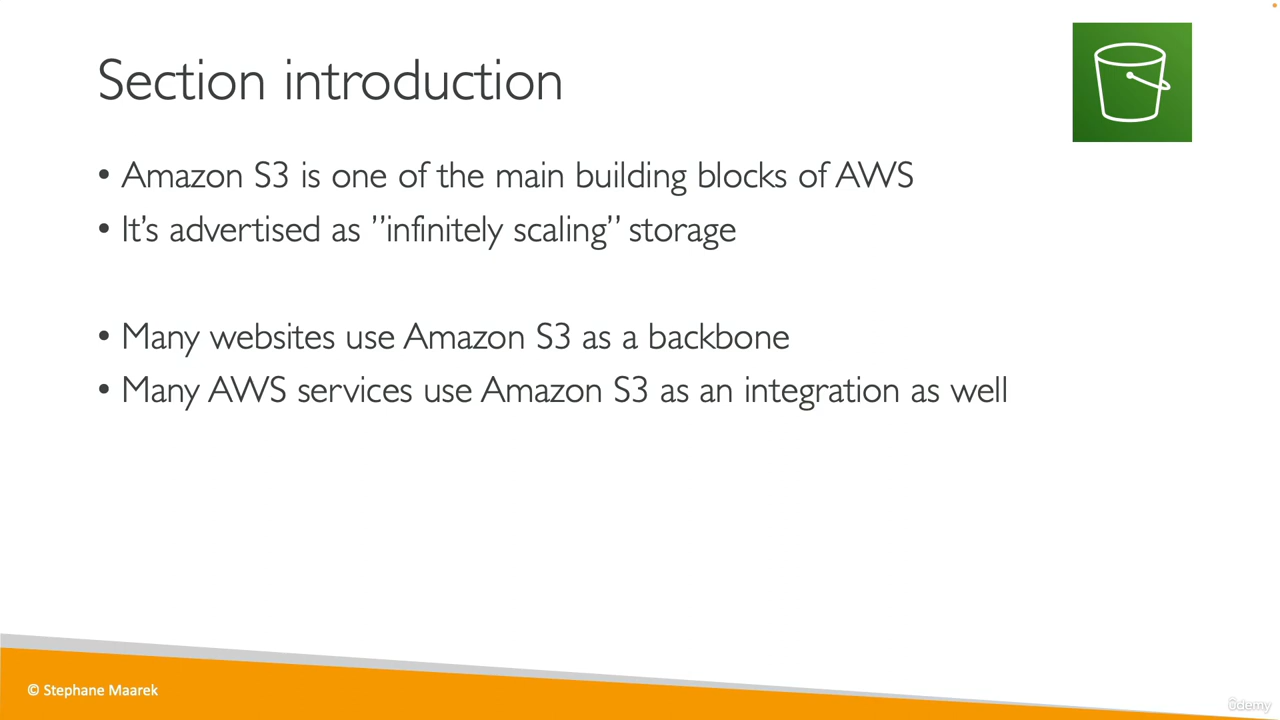 Section introduction
• Amazon S3 is one of the main building blocks of AWS
• It’s advertised as ”infinitely scaling” storage
• Many websites use Amazon S3 as a backbone
• Many AWS services use Amazon S3 as an integration as well
© Stephane Maarek
ûdemy